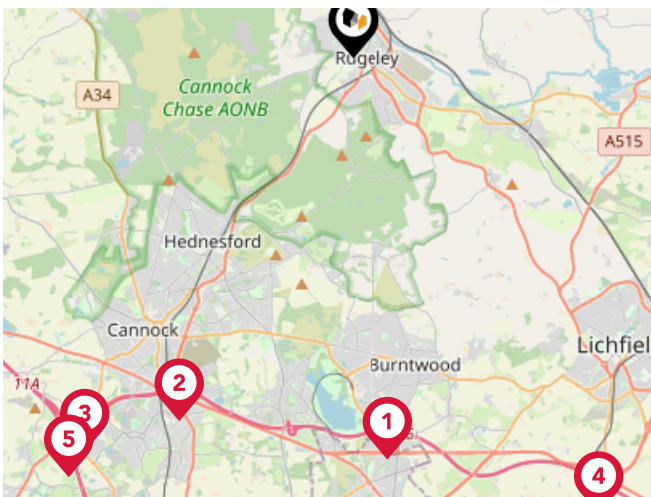 Rugeley
Cannock
Chase AONB
A34
A515
Hednesford
Cannock
Lichfiel
Burntwood
11A
2
3
1
5
4